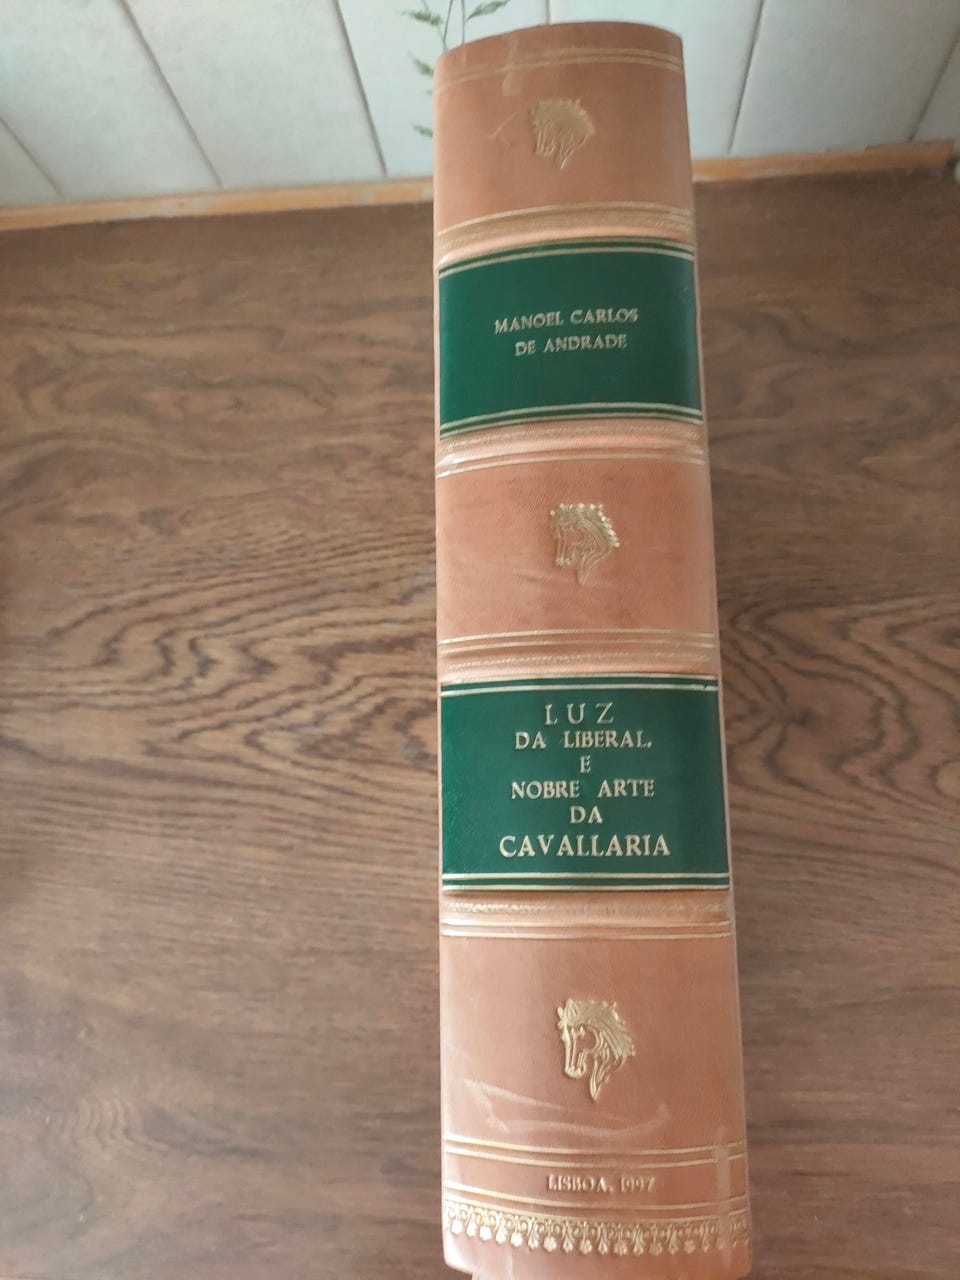 MANOEL CARLOS
DE ANDRADE
LUZ
DA LIBERAL,
E
NOBRE ARTE
DA
CAVALLARIA
LISBOA, 1997